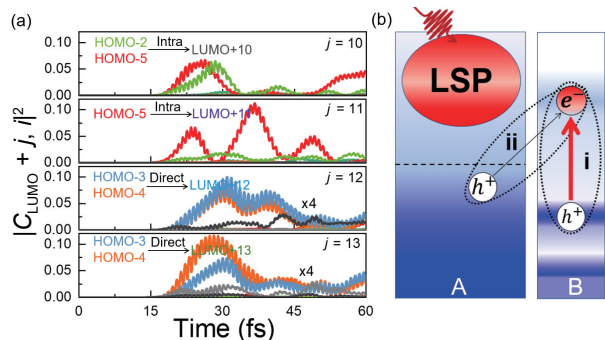 (a)
HOMO-2 Intra LUMO+10 j = 10
HOMO-5
0.10
0.05
0.00
HOMO-5 Intra LUMO+11 j = 11
0.10
0.05
0.00
HOMO-3 Direct LUMO+12 j = 12
HOMO-4
x4
0.10
0.05
0.00
HOMO-3 Direct LUMO+13 j = 13
HOMO-4
x4
0.10
0.05
0.00
|C LUMO + j, i|²
0 15 30 45 60
Time (fs)
(b)
LSP
e⁻
ii
i
h⁺
h⁺
A
B